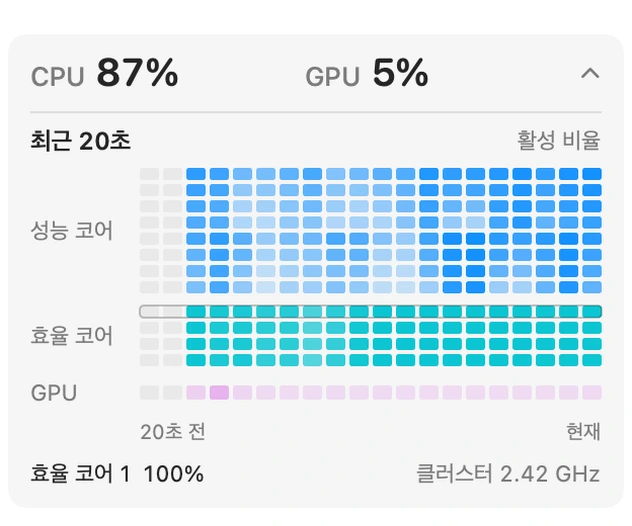 CPU 87% GPU 5%
최근 20초 활성 비율
성능 코어
효율 코어
GPU
20초 전 현재
효율 코어 1 100% 클러스터 2.42 GHz